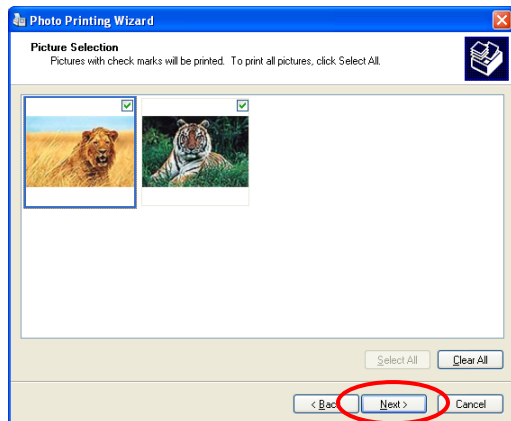 Photo Printing Wizard
Picture Selection
Pictures with check marks will be printed. To print all pictures, click Select All.
Select All
Clear All
< Back
Next >
Cancel